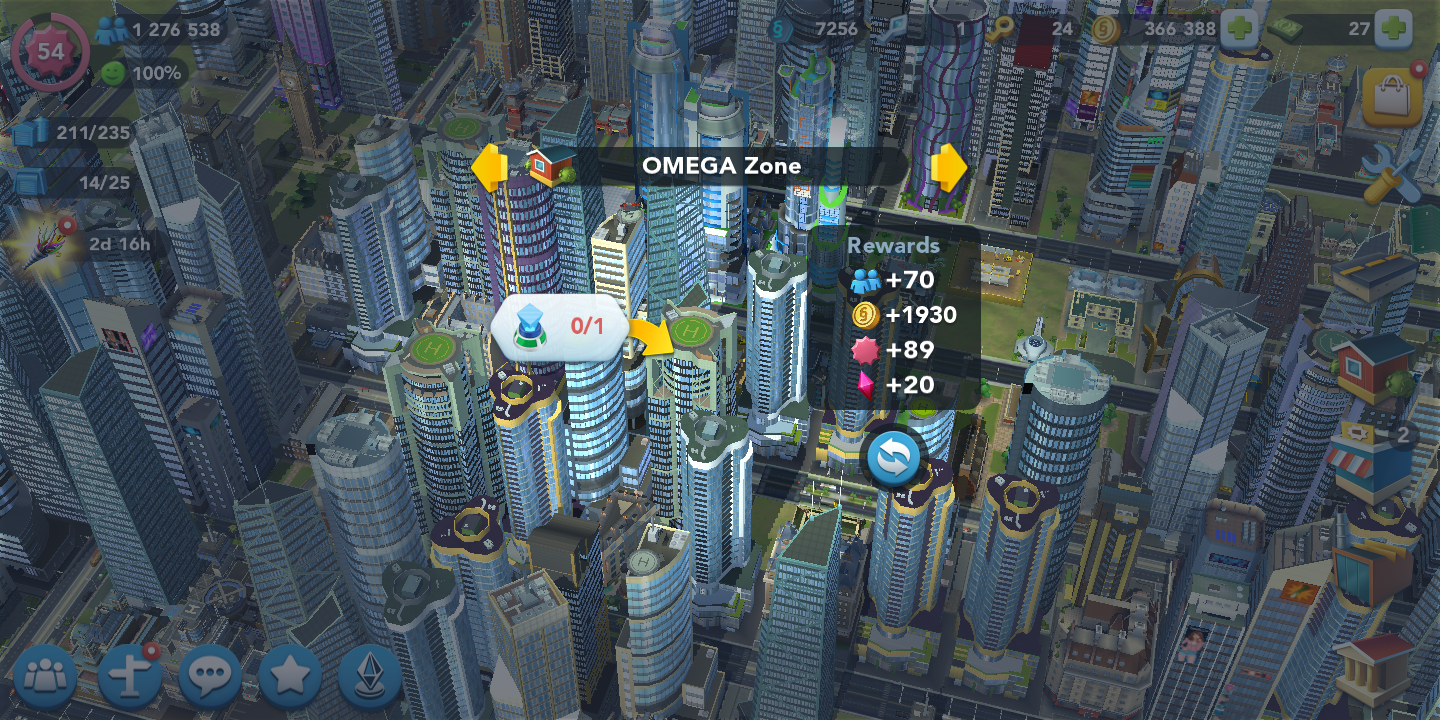 54
1 276 538
7256
1
24
366 388
27
100%
211/235
14/25
2d 16h
OMEGA Zone
Rewards
+70
+1930
+89
+20
0/1
H
H
H
H
2